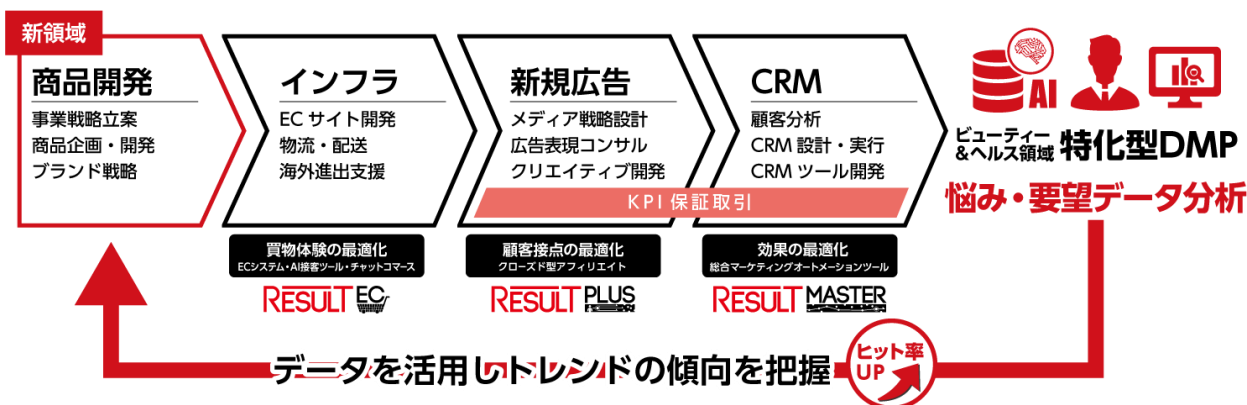 新領域
商品開発
事業戦略立案
商品企画・開発
ブランド戦略
インフラ
EC サイト開発
物流・配送
海外進出支援
新規広告
メディア戦略設計
広告表現コンサル
クリエイティブ開発
CRM
顧客分析
CRM 設計・実行
CRM ツール開発
KPI 保証取引
AI
ビューティー
&ヘルス領域 特化型DMP
悩み・要望データ分析
買物体験の最適化
ECシステム・AI接客ツール・チャットコマース
RESULT EC
顧客接点の最適化
クローズド型アフィリエイト
RESULT PLUS
効果の最適化
総合マーケティングオートメーションツール
RESULT MASTER
データを活用しトレンドの傾向を把握
ヒット率
UP